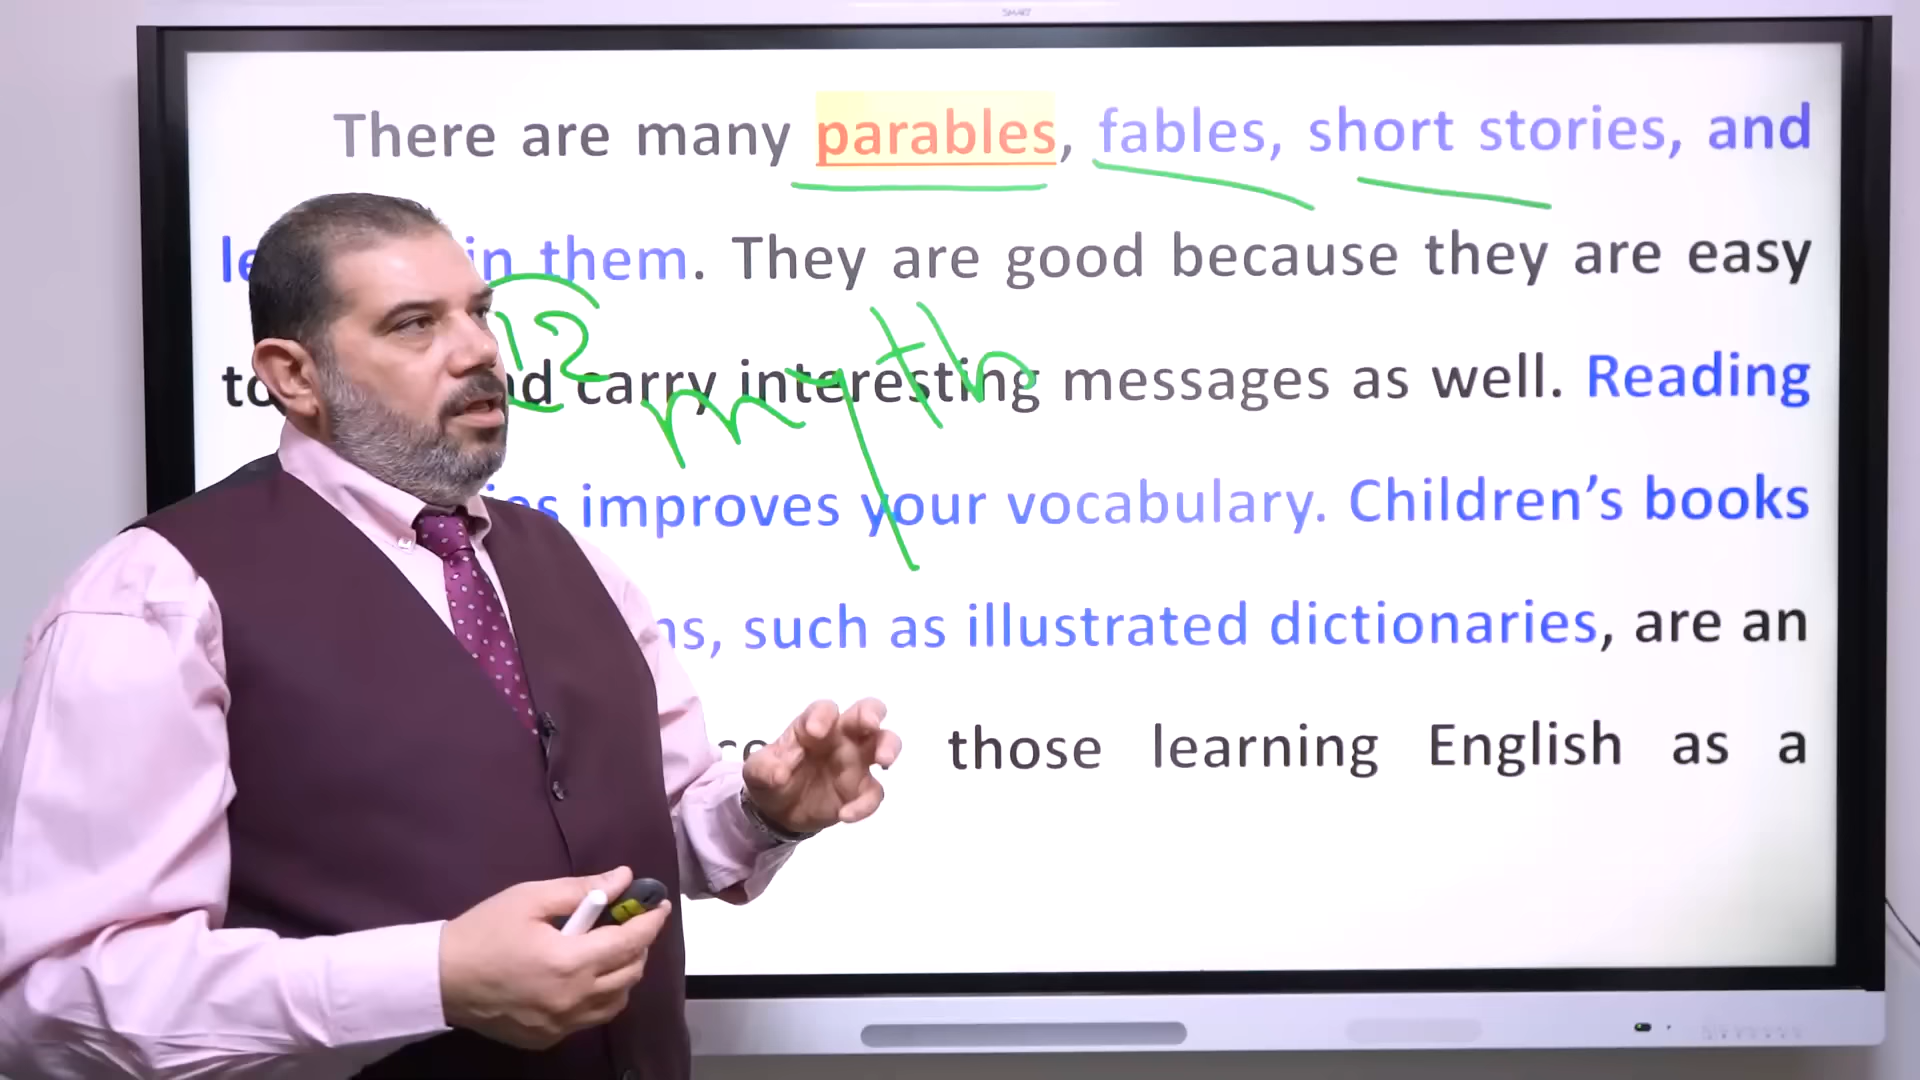 SMART
There are many parables, fables, short stories, and
in them. They are good because they are easy
12
carry interesting messages as well. Reading
myth
improves your vocabulary. Children's books
such as illustrated dictionaries, are an
those learning English as a